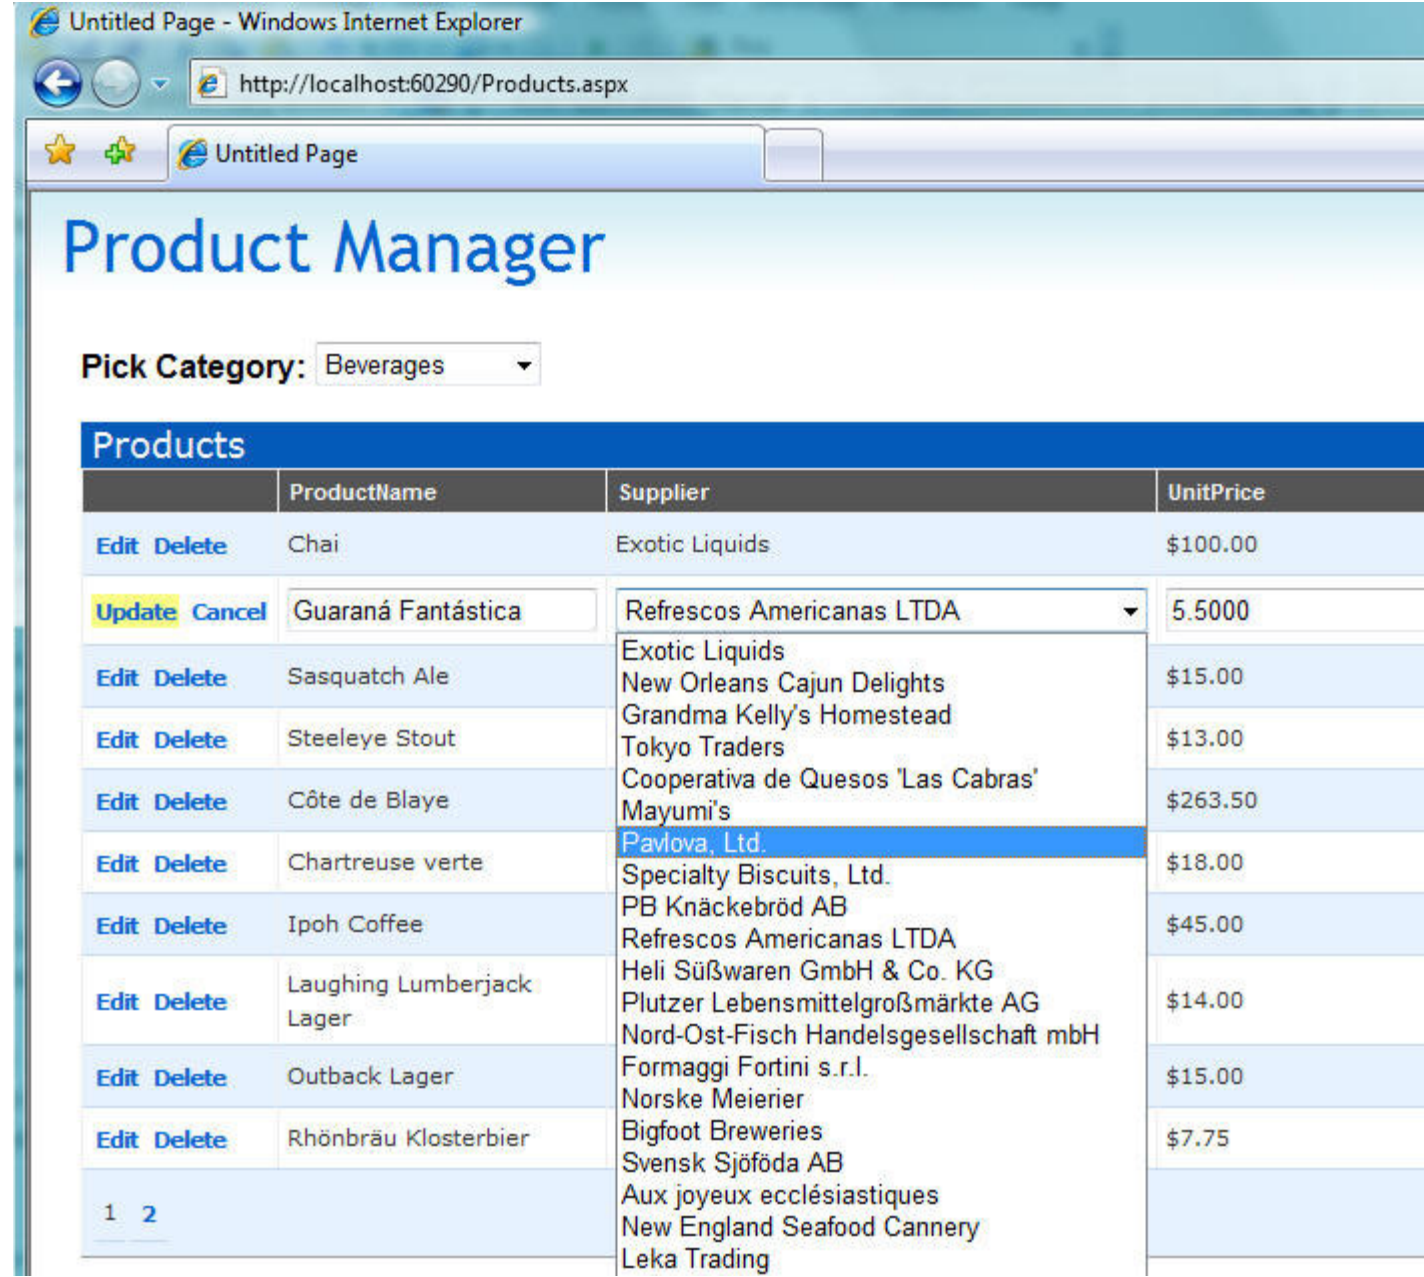 Untitled Page - Windows Internet Explorer
http://localhost:60290/Products.aspx
Untitled Page
Product Manager
Pick Category: Beverages
Products
ProductName Supplier UnitPrice
Edit Delete Chai Exotic Liquids $100.00
Update Cancel Guaraná Fantástica Refrescos Americanas LTDA 5.5000
Exotic Liquids
Edit Delete Sasquatch Ale New Orleans Cajun Delights $15.00
Grandma Kelly's Homestead
Edit Delete Steeleye Stout Tokyo Traders $13.00
Cooperativa de Quesos 'Las Cabras'
Edit Delete Côte de Blaye Mayumi's $263.50
Pavlova, Ltd.
Edit Delete Chartreuse verte Specialty Biscuits, Ltd. $18.00
PB Knäckebröd AB
Edit Delete Ipoh Coffee Refrescos Americanas LTDA $45.00
Heli Süßwaren GmbH & Co. KG
Edit Delete Laughing Lumberjack Plutzer Lebensmittelgroßmärkte AG $14.00
Lager Nord-Ost-Fisch Handelsgesellschaft mbH
Edit Delete Outback Lager Formaggi Fortini s.r.l. $15.00
Norske Meierier
Edit Delete Rhönbräu Klosterbier Bigfoot Breweries $7.75
Svensk Sjöföda AB
Aux joyeux ecclésiastiques
1 2 New England Seafood Cannery
Leka Trading